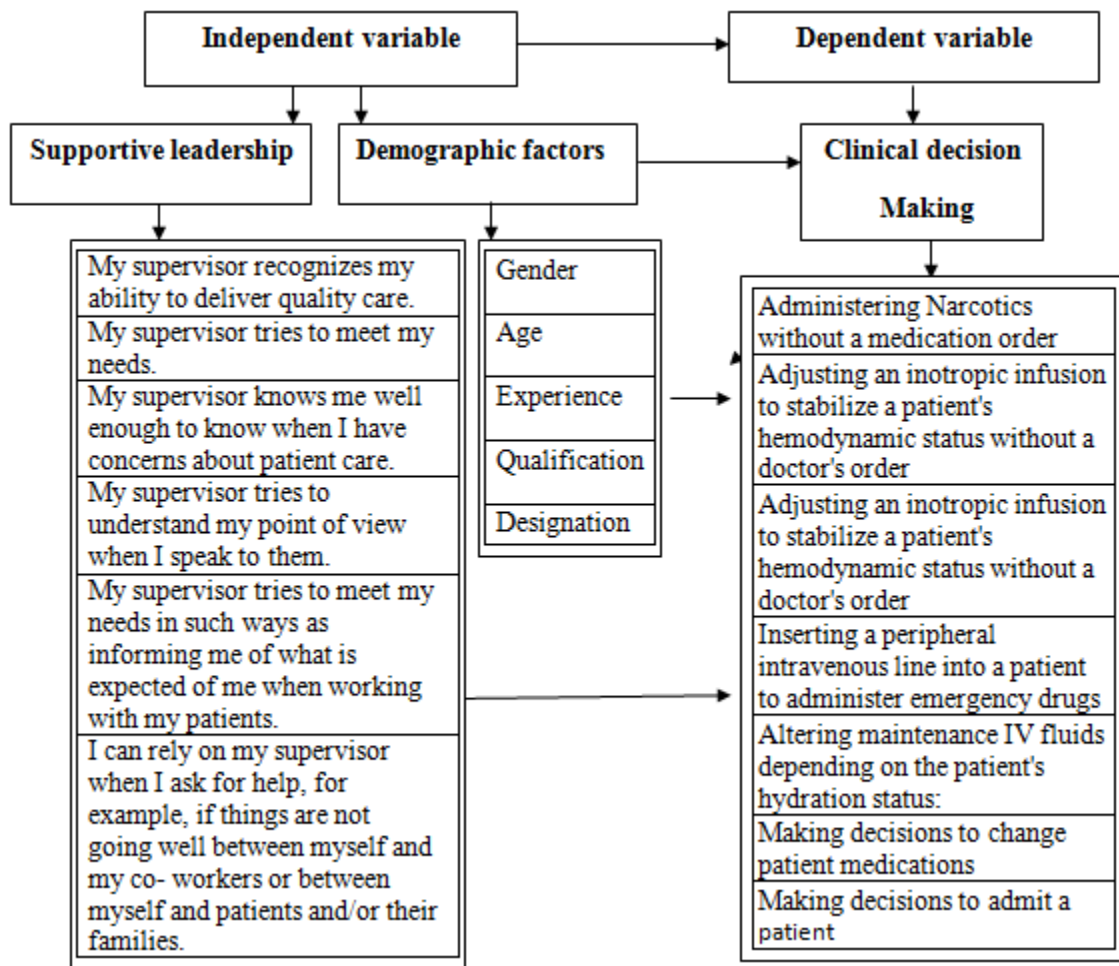 Independent variable
Dependent variable
Supportive leadership
Demographic factors
Clinical decision
Making
My supervisor recognizes my
ability to deliver quality care.
My supervisor tries to meet my
needs.
My supervisor knows me well
enough to know when I have
concerns about patient care.
My supervisor tries to
understand my point of view
when I speak to them.
My supervisor tries to meet my
needs in such ways as
informing me of what is
expected of me when working
with my patients.
I can rely on my supervisor
when I ask for help, for
example, if things are not
going well between myself and
my co- workers or between
myself and patients and/or their
families.
Gender
Age
Experience
Qualification
Designation
Administering Narcotics
without a medication order
Adjusting an inotropic infusion
to stabilize a patient's
hemodynamic status without a
doctor's order
Adjusting an inotropic infusion
to stabilize a patient's
hemodynamic status without a
doctor's order
Inserting a peripheral
intravenous line into a patient
to administer emergency drugs
Altering maintenance IV fluids
depending on the patient's
hydration status:
Making decisions to change
patient medications
Making decisions to admit a
patient